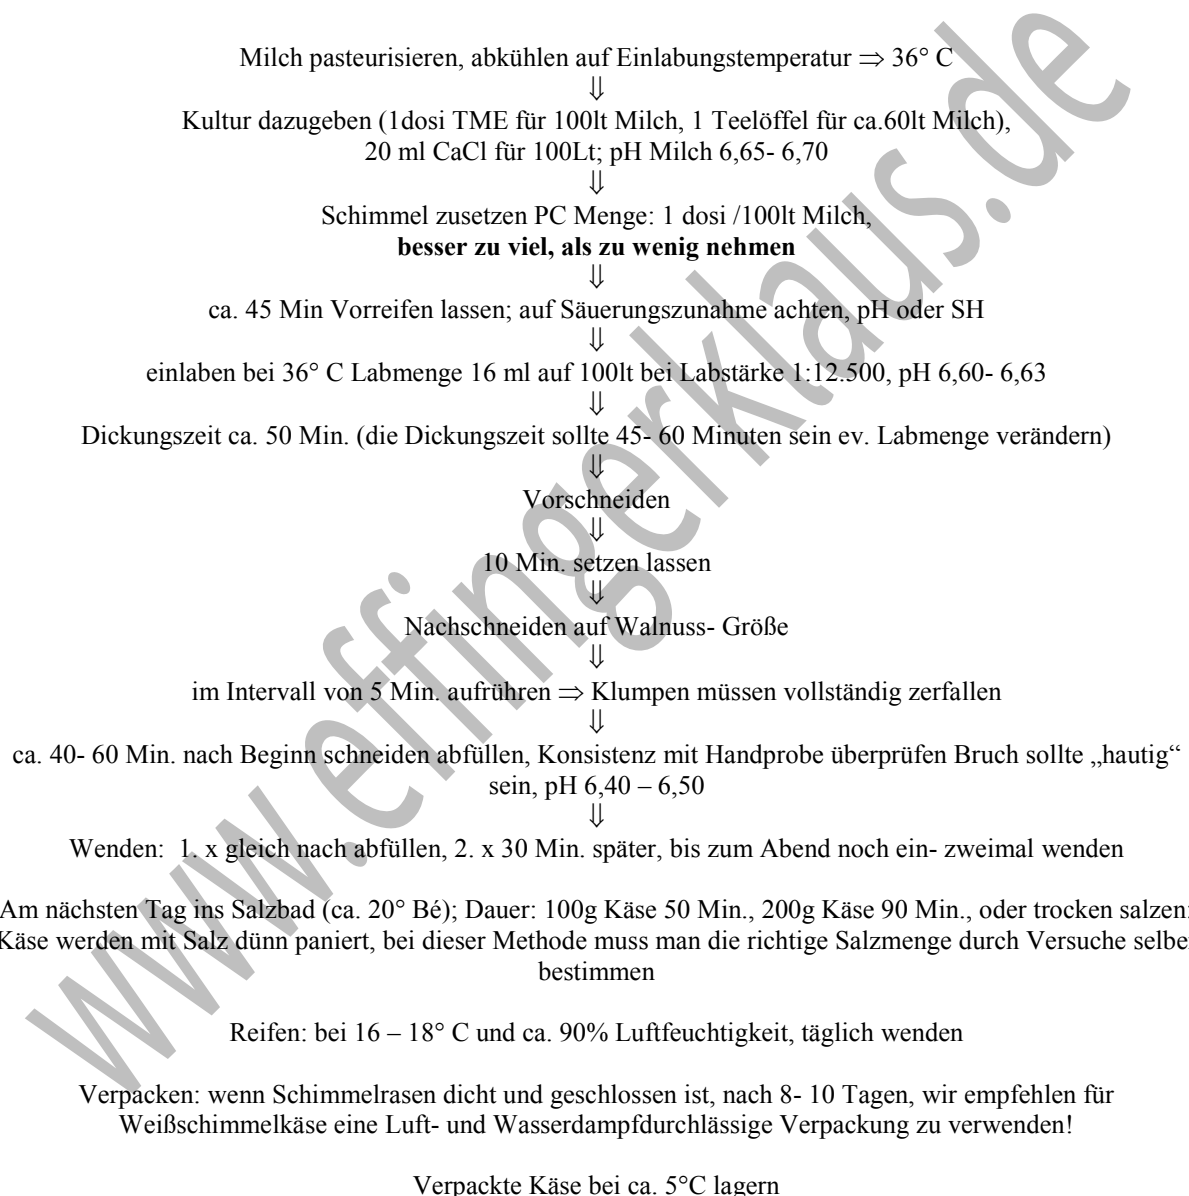 Milch pasteurisieren, abkühlen auf Einlabungstemperatur ⇒ 36° C
⇓
Kultur dazugeben (1dosi TME für 100lt Milch, 1 Teelöffel für ca.60lt Milch),
20 ml CaCl für 100Lt; pH Milch 6,65- 6,70
⇓
Schimmel zusetzen PC Menge: 1 dosi /100lt Milch,
besser zu viel, als zu wenig nehmen
⇓
ca. 45 Min Vorreifen lassen; auf Säuerungszunahme achten, pH oder SH
⇓
einlaben bei 36° C Labmenge 16 ml auf 100lt bei Labstärke 1:12.500, pH 6,60- 6,63
⇓
Dickungszeit ca. 50 Min. (die Dickungszeit sollte 45- 60 Minuten sein ev. Labmenge verändern)
⇓
Vorschneiden
⇓
10 Min. setzen lassen
⇓
Nachschneiden auf Walnuss- Größe
⇓
im Intervall von 5 Min. aufrühren ⇒ Klumpen müssen vollständig zerfallen
⇓
ca. 40- 60 Min. nach Beginn schneiden abfüllen, Konsistenz mit Handprobe überprüfen Bruch sollte „hautig“
sein, pH 6,40 – 6,50
⇓
Wenden: 1. x gleich nach abfüllen, 2. x 30 Min. später, bis zum Abend noch ein- zweimal wenden
Am nächsten Tag ins Salzbad (ca. 20° Bé); Dauer: 100g Käse 50 Min., 200g Käse 90 Min., oder trocken salzen:
Käse werden mit Salz dünn paniert, bei dieser Methode muss man die richtige Salzmenge durch Versuche selber
bestimmen
Reifen: bei 16 – 18° C und ca. 90% Luftfeuchtigkeit, täglich wenden
Verpacken: wenn Schimmelrasen dicht und geschlossen ist, nach 8- 10 Tagen, wir empfehlen für
Weißschimmelkäse eine Luft- und Wasserdampfdurchlässige Verpackung zu verwenden!
Verpackte Käse bei ca. 5°C lagern
www.effingerklaus.de